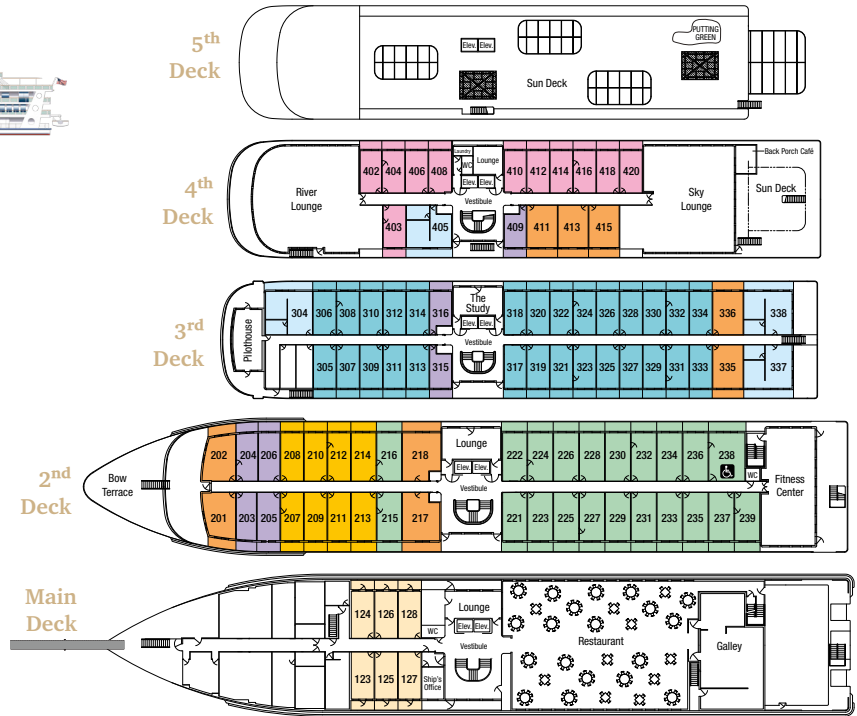 5th
Deck
Elev. Elev.
PUTTING
GREEN
Sun Deck
4th
Deck
River
Lounge
402 404 406 408
Laundry
WC
Lounge
Elev. Elev.
Vestibule
410 412 414 416 418 420
403 405
409 411 413 415
Sky
Lounge
Back Porch Café
Sun Deck
3rd
Deck
Pilothouse
304 306 308 310 312 314 316
The
Study
Elev. Elev.
Vestibule
318 320 322 324 326 328 330 332 334 336 338
305 307 309 311 313 315
317 319 321 323 325 327 329 331 333 335 337
2nd
Deck
Bow
Terrace
202 204 206 208 210 212 214 216 218
Lounge
Elev. Elev.
Vestibule
222 224 226 228 230 232 234 236 238
WC
Fitness
Center
201 203 205 207 209 211 213 215 217
221 223 225 227 229 231 233 235 237 239
Main
Deck
124 126 128
WC
Lounge
Elev. Elev.
Vestibule
Restaurant
Galley
123 125 127
Ship's
Office